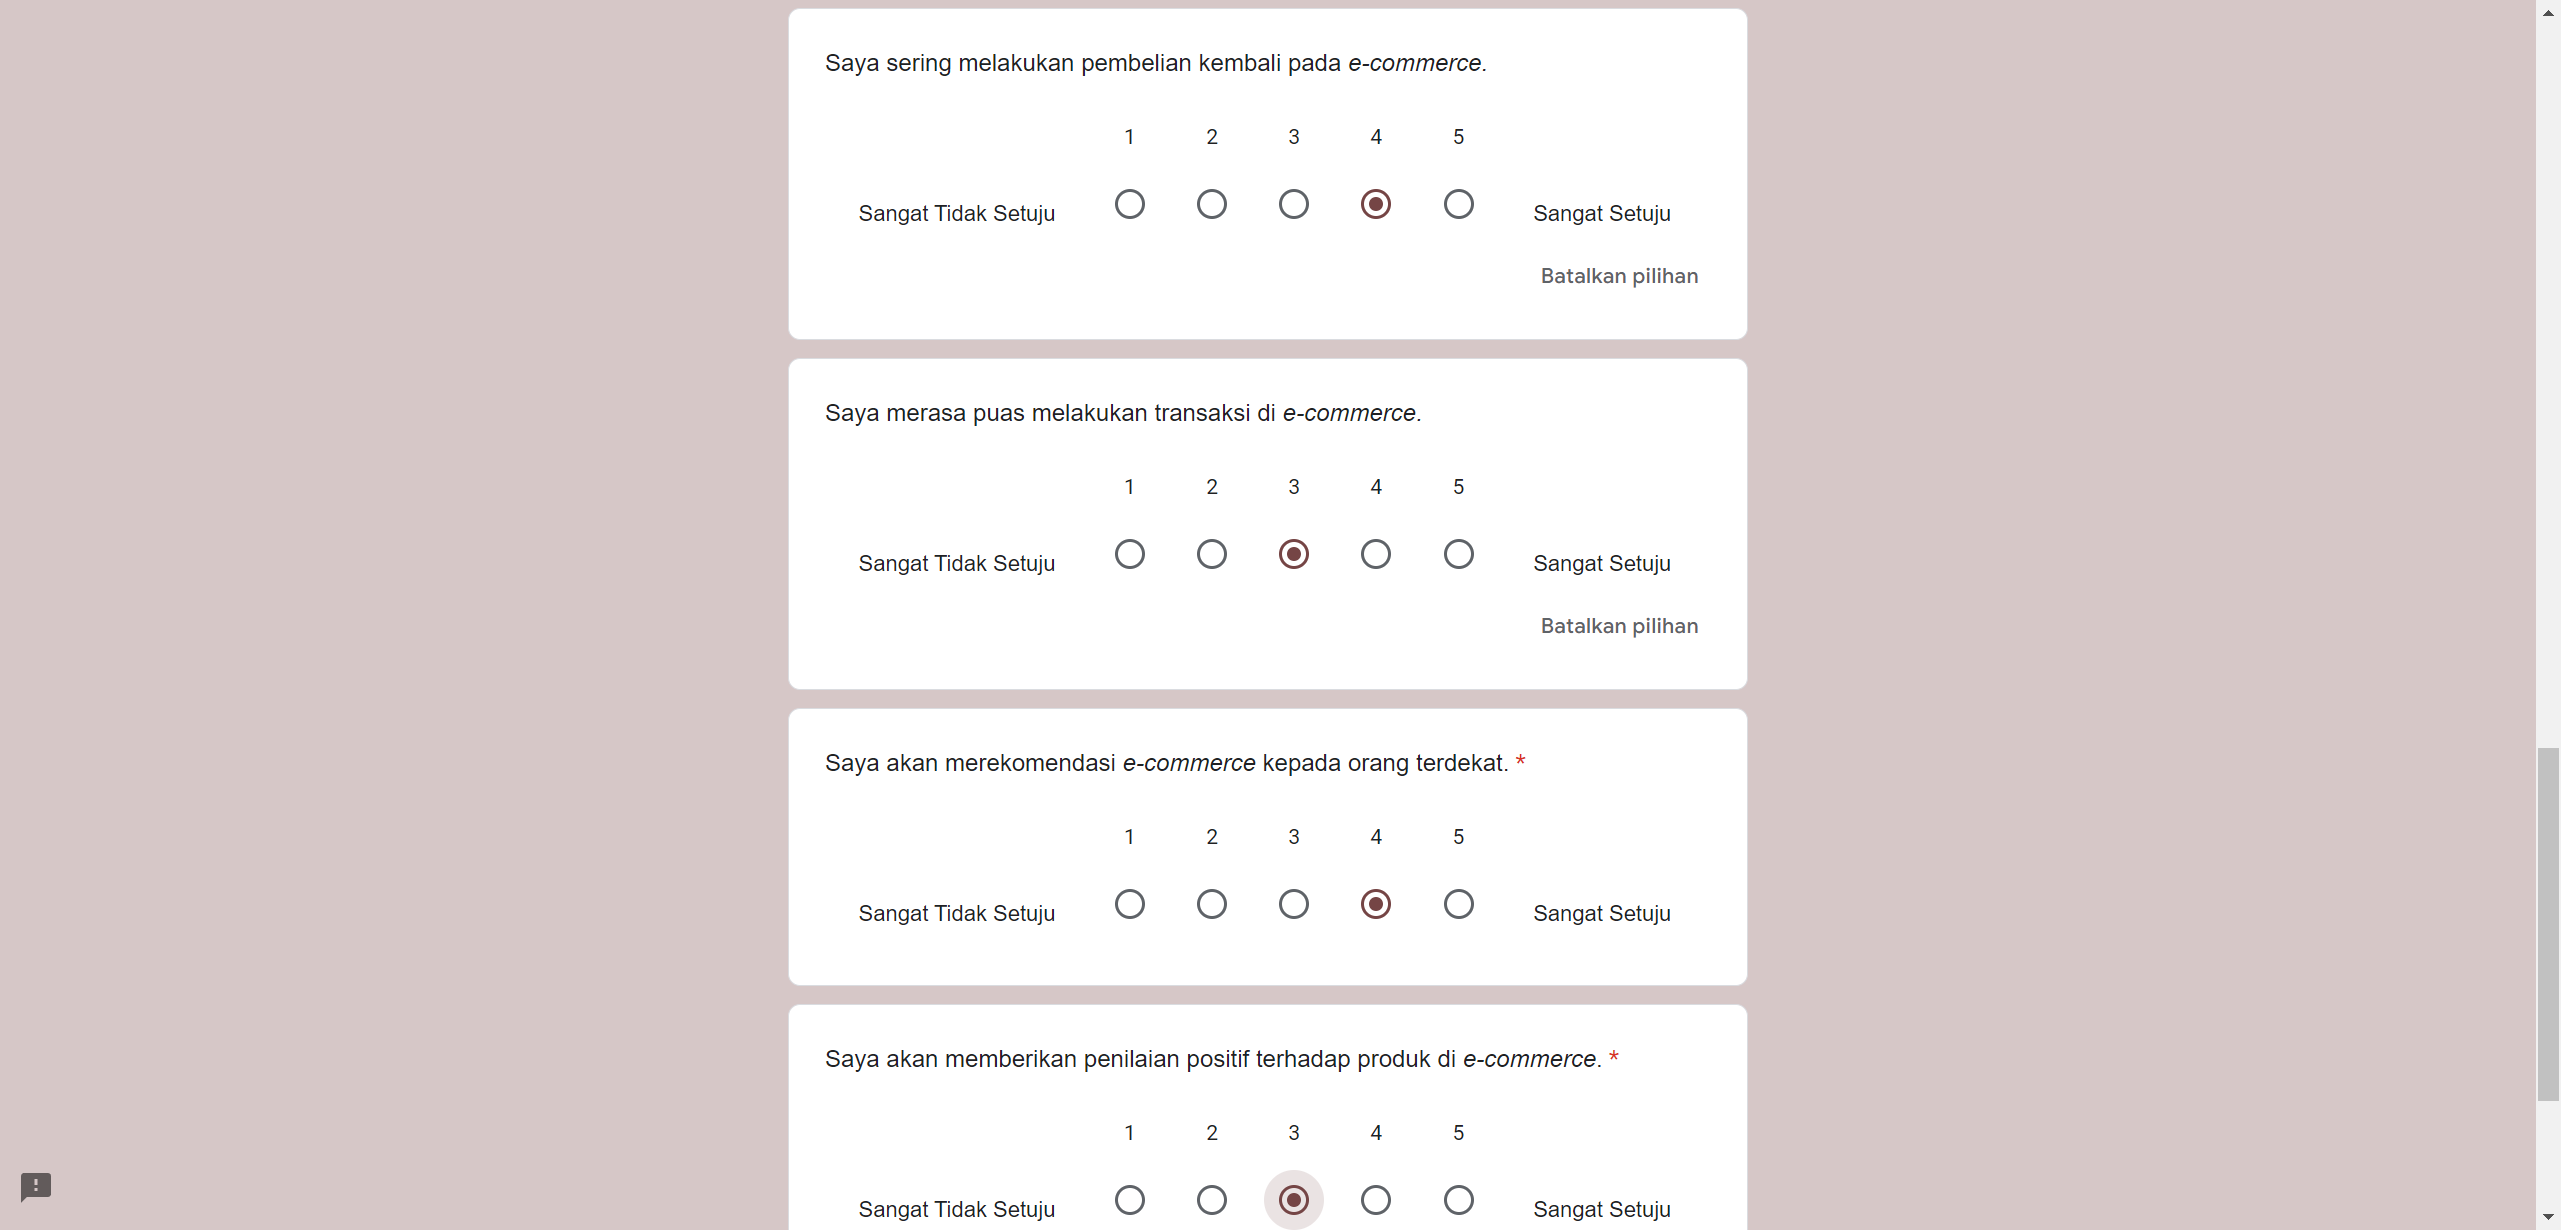 Saya sering melakukan pembelian kembali pada e-commerce.
1 2 3 4 5
Sangat Tidak Setuju Sangat Setuju
Batalkan pilihan
Saya merasa puas melakukan transaksi di e-commerce.
1 2 3 4 5
Sangat Tidak Setuju Sangat Setuju
Batalkan pilihan
Saya akan merekomendasi e-commerce kepada orang terdekat. *
1 2 3 4 5
Sangat Tidak Setuju Sangat Setuju
Saya akan memberikan penilaian positif terhadap produk di e-commerce. *
1 2 3 4 5
Sangat Tidak Setuju Sangat Setuju